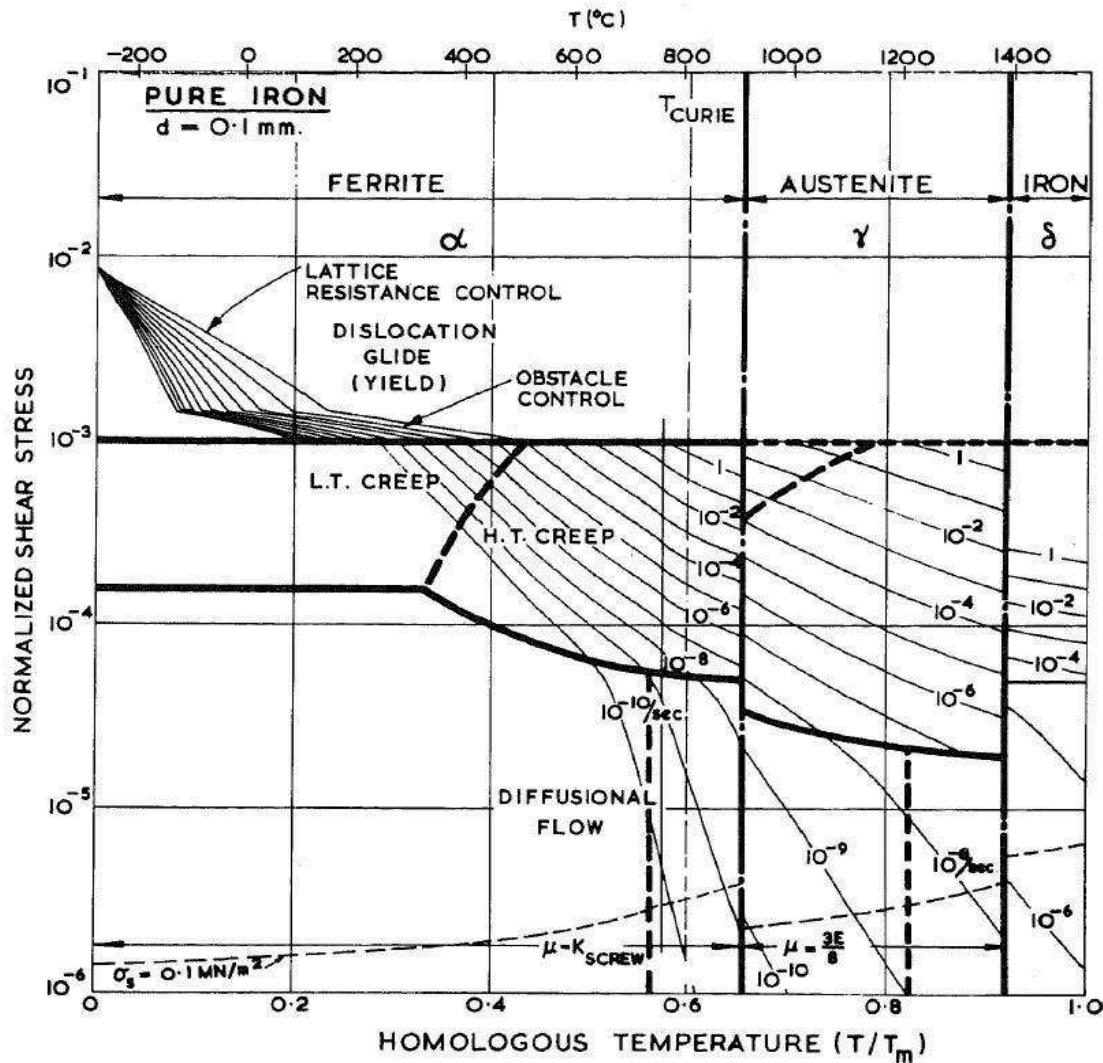 T(°C)
-200 0 200 400 600 800 1000 1200 1400
10⁻¹
PURE IRON
d = 0·1 mm.
T CURIE
FERRITE
AUSTENITE
IRON
α
γ
δ
10⁻²
LATTICE
RESISTANCE CONTROL
DISLOCATION
GLIDE
(YIELD)
OBSTACLE
CONTROL
10⁻³
L.T. CREEP
H.T. CREEP
1
10⁻²
10⁻⁴
10⁻⁶
10⁻⁸
10⁻¹⁰/sec
1
10⁻²
10⁻⁴
10⁻⁶
1
10⁻²
10⁻⁴
10⁻⁴
DIFFUSIONAL
FLOW
10⁻⁵
10⁻⁹
10⁻⁸/sec
10⁻⁶
σs = 0·1 MN/m²
μ = K SCREW
μ = 3E/8
10⁻¹⁰
10⁻⁶
0 0·2 0·4 0·6 0·8 1·0
HOMOLOGOUS TEMPERATURE (T/Tm)
NORMALIZED SHEAR STRESS